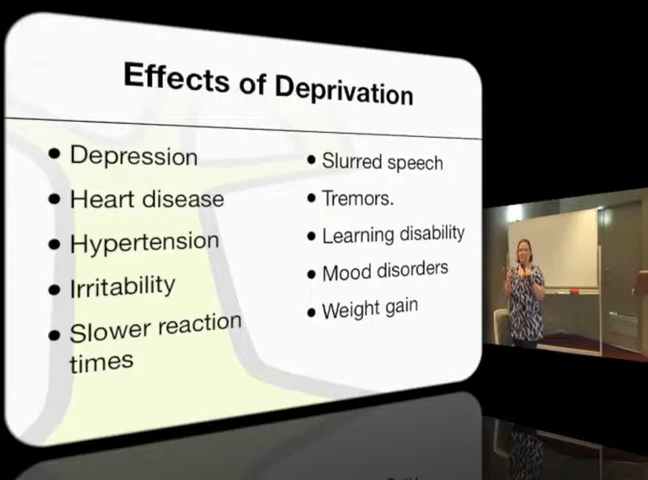 Effects of Deprivation
• Depression
• Heart disease
• Hypertension
• Irritability
• Slower reaction
times
• Slurred speech
• Tremors.
• Learning disability
• Mood disorders
• Weight gain